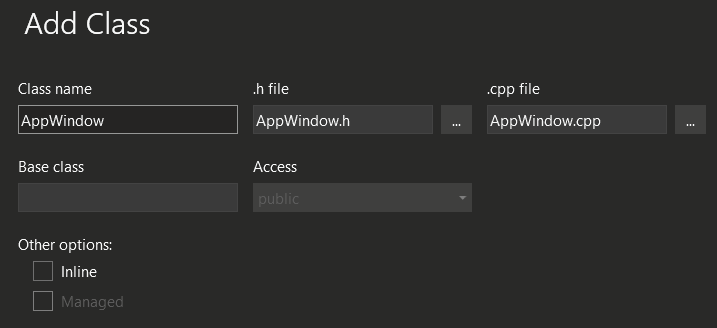 Add Class
Class name .h file .cpp file
AppWindow AppWindow.h ... AppWindow.cpp ...
Base class Access
public
Other options:
Inline
Managed